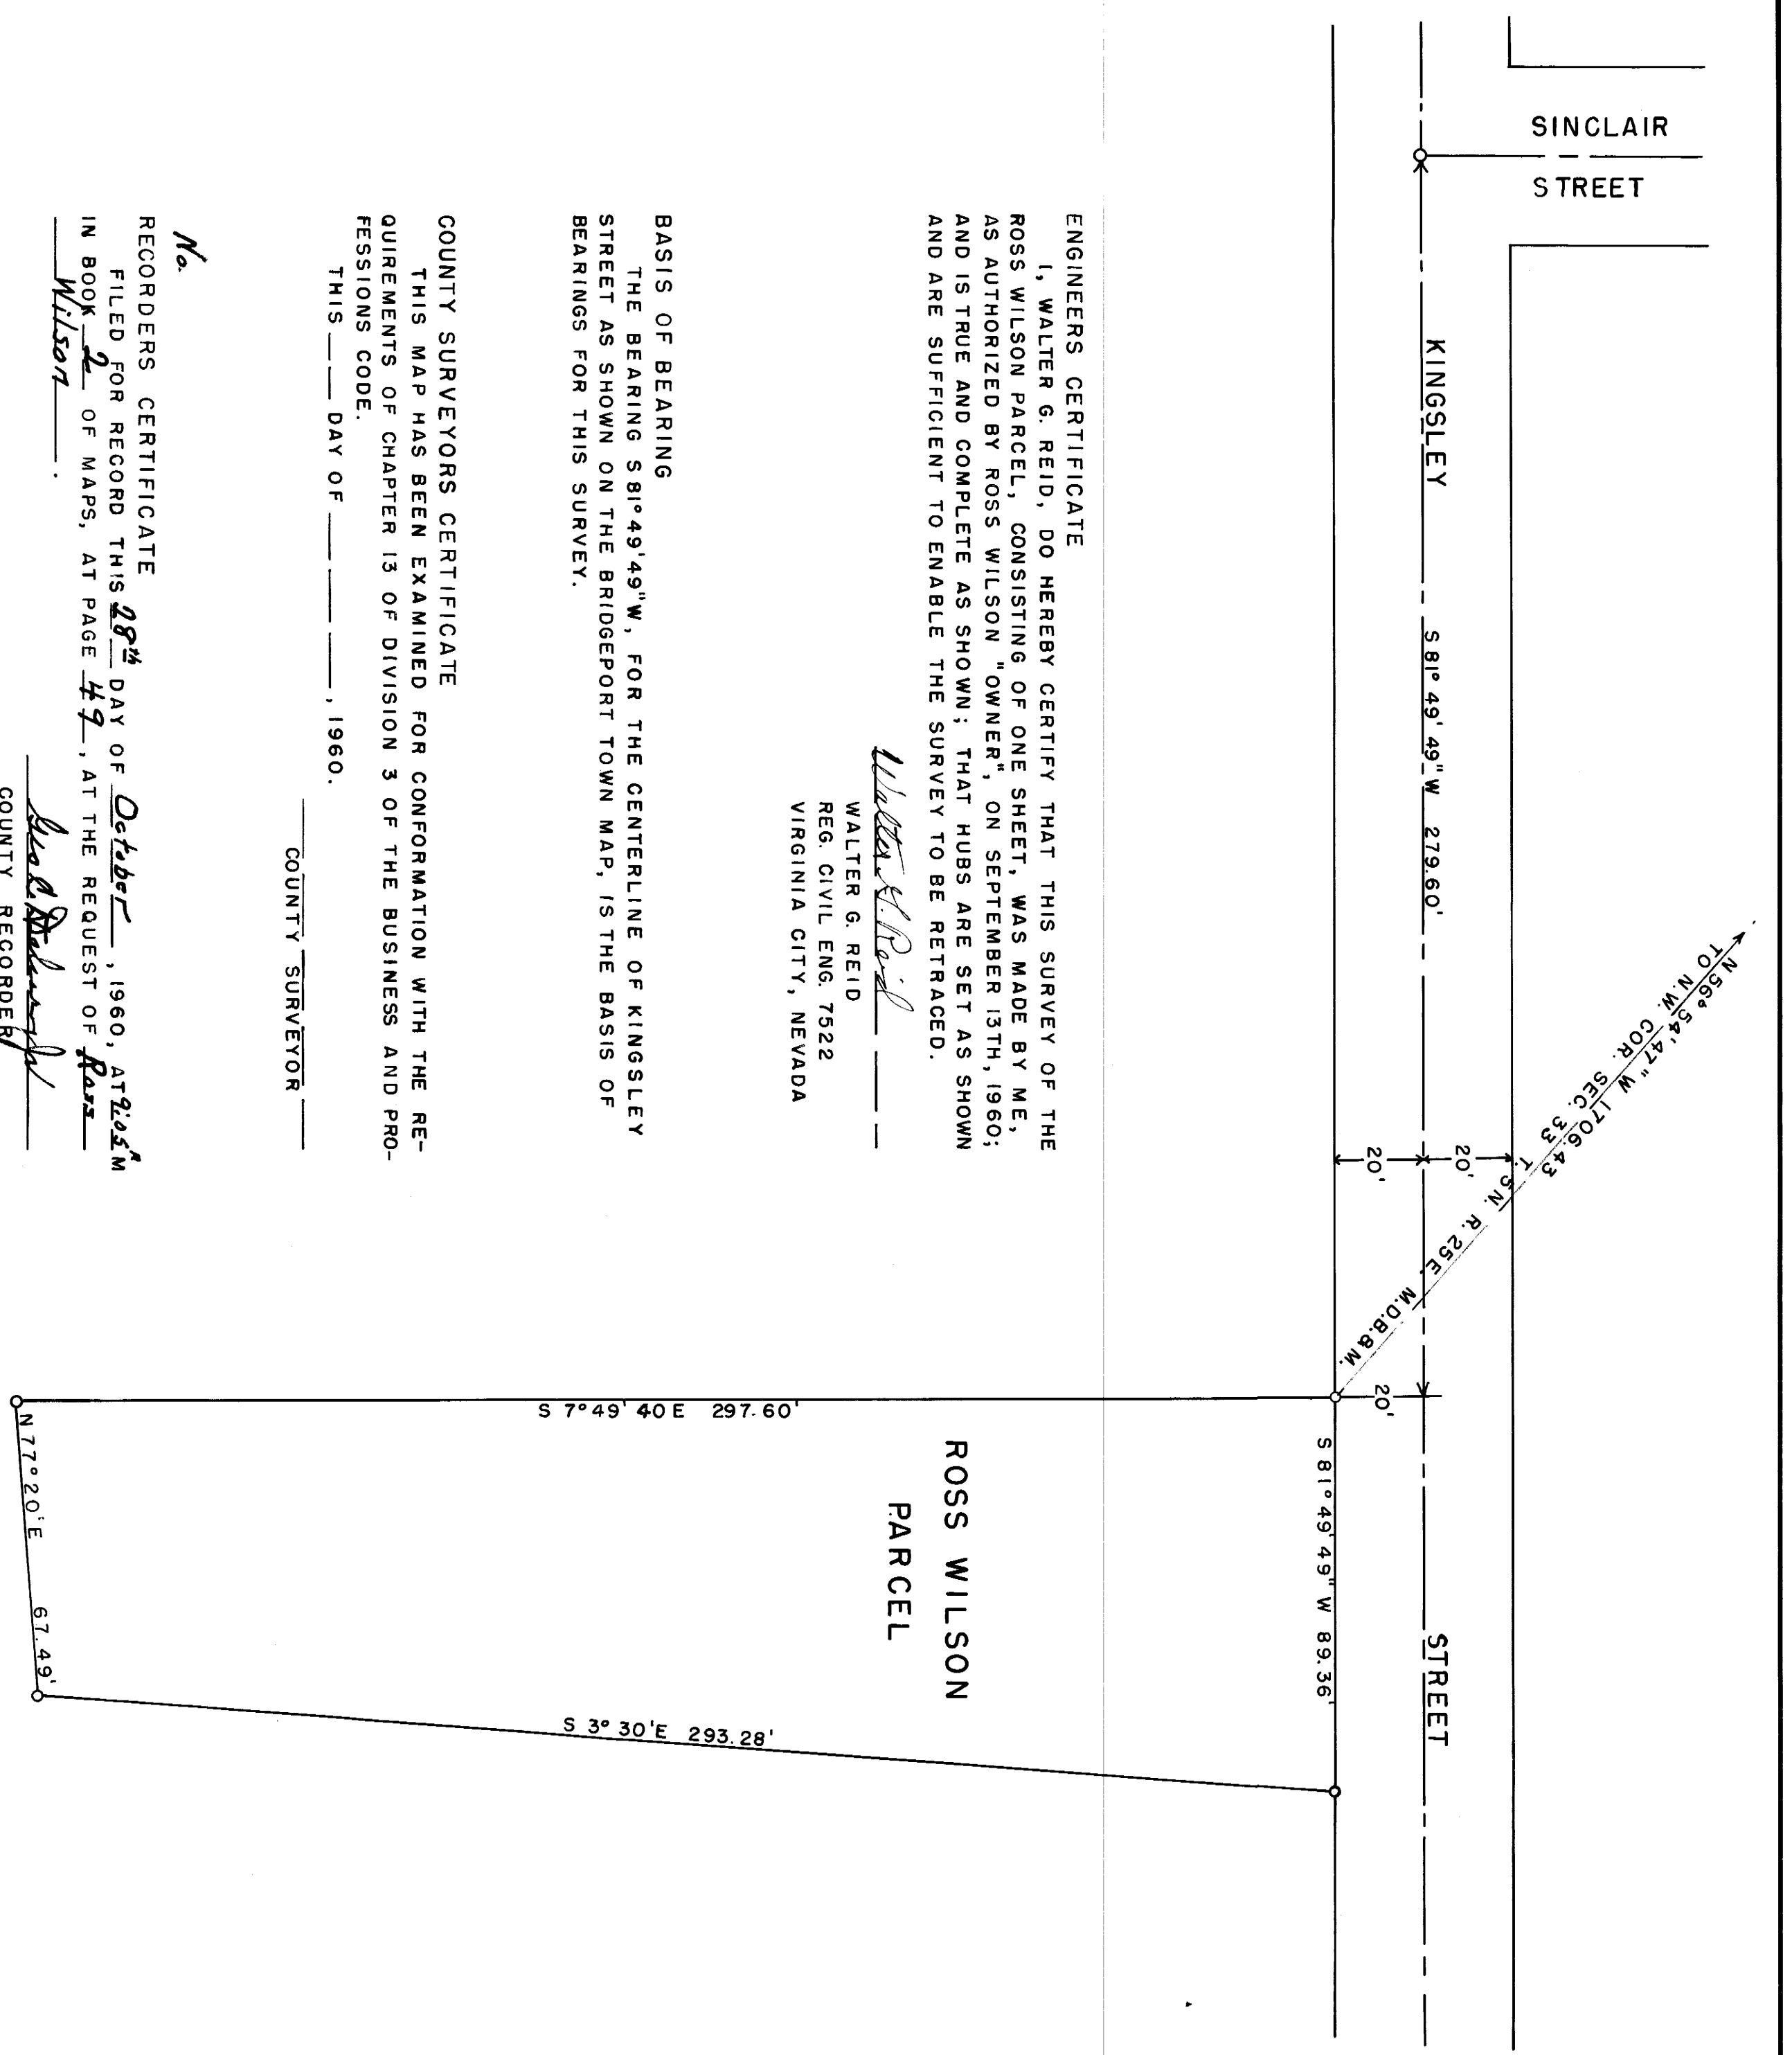 SINCLAIR
STREET
KINGSLEY
S 81° 49' 49" W 279.60'
STREET
N 56° 54' 47" W 1706.43
TO N.W. COR. SEC. 33
T. 5N. R. 25E. M.D.B.&M.
20'
20'
20'
S 81° 49' 49" W 89.36'
S 7° 49' 40 E 297.60'
ROSS WILSON
PARCEL
S 3° 30' E 293.28'
N 77° 20' E 67.49'
ENGINEERS CERTIFICATE
I, WALTER G. REID, DO HEREBY CERTIFY THAT THIS SURVEY OF THE
ROSS WILSON PARCEL, CONSISTING OF ONE SHEET, WAS MADE BY ME,
AS AUTHORIZED BY ROSS WILSON "OWNER", ON SEPTEMBER 13TH, 1960;
AND IS TRUE AND COMPLETE AS SHOWN; THAT HUBS ARE SET AS SHOWN
AND ARE SUFFICIENT TO ENABLE THE SURVEY TO BE RETRACED.
Walter G. Reid
WALTER G. REID
REG. CIVIL ENG. 7522
VIRGINIA CITY, NEVADA
BASIS OF BEARING
THE BEARING S 81° 49' 49" W, FOR THE CENTERLINE OF KINGSLEY
STREET AS SHOWN ON THE BRIDGEPORT TOWN MAP, IS THE BASIS OF
BEARINGS FOR THIS SURVEY.
COUNTY SURVEYORS CERTIFICATE
THIS MAP HAS BEEN EXAMINED FOR CONFORMATION WITH THE RE-
QUIREMENTS OF CHAPTER 13 OF DIVISION 3 OF THE BUSINESS AND PRO-
FESSIONS CODE.
THIS ____ DAY OF ________, 1960.
COUNTY SURVEYOR
No.
RECORDERS CERTIFICATE
FILED FOR RECORD THIS 28th DAY OF October, 1960, AT 9:05 A M
IN BOOK 2 OF MAPS, AT PAGE 49, AT THE REQUEST OF Ross
Wilson.
COUNTY RECORDER